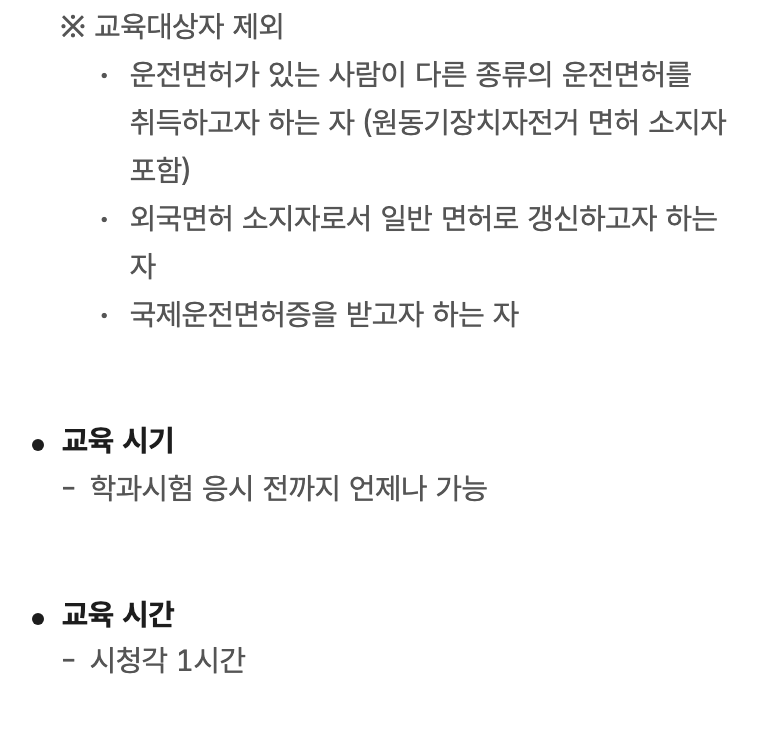 ※ 교육대상자 제외
• 운전면허가 있는 사람이 다른 종류의 운전면허를
취득하고자 하는 자 (원동기장치자전거 면허 소지자
포함)
• 외국면허 소지자로서 일반 면허로 갱신하고자 하는
자
• 국제운전면허증을 받고자 하는 자
● 교육 시기
- 학과시험 응시 전까지 언제나 가능
● 교육 시간
- 시청각 1시간